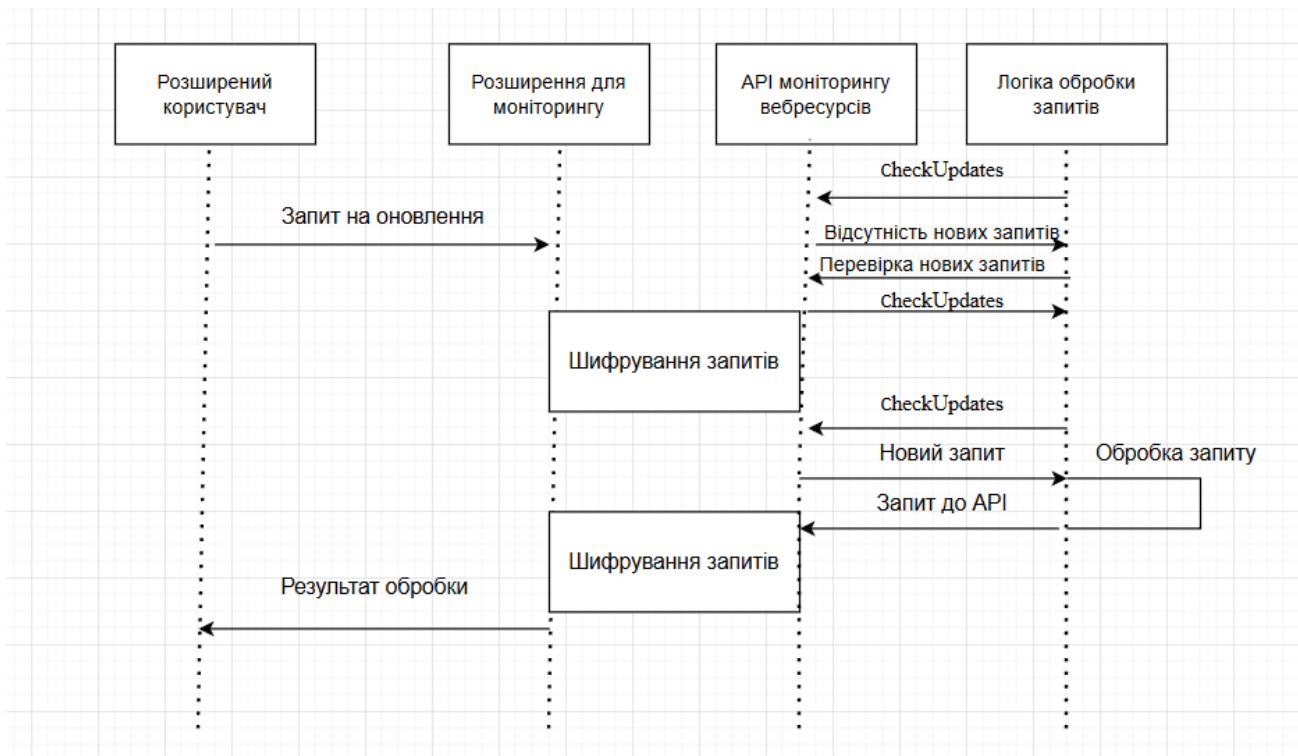 Розширений
користувач
Розширення для
моніторингу
API моніторингу
вебресурсів
Логіка обробки
запитів
CheckUpdates
Запит на оновлення
Відсутність нових запитів
Перевірка нових запитів
CheckUpdates
Шифрування запитів
CheckUpdates
Новий запит
Обробка запиту
Запит до API
Шифрування запитів
Результат обробки